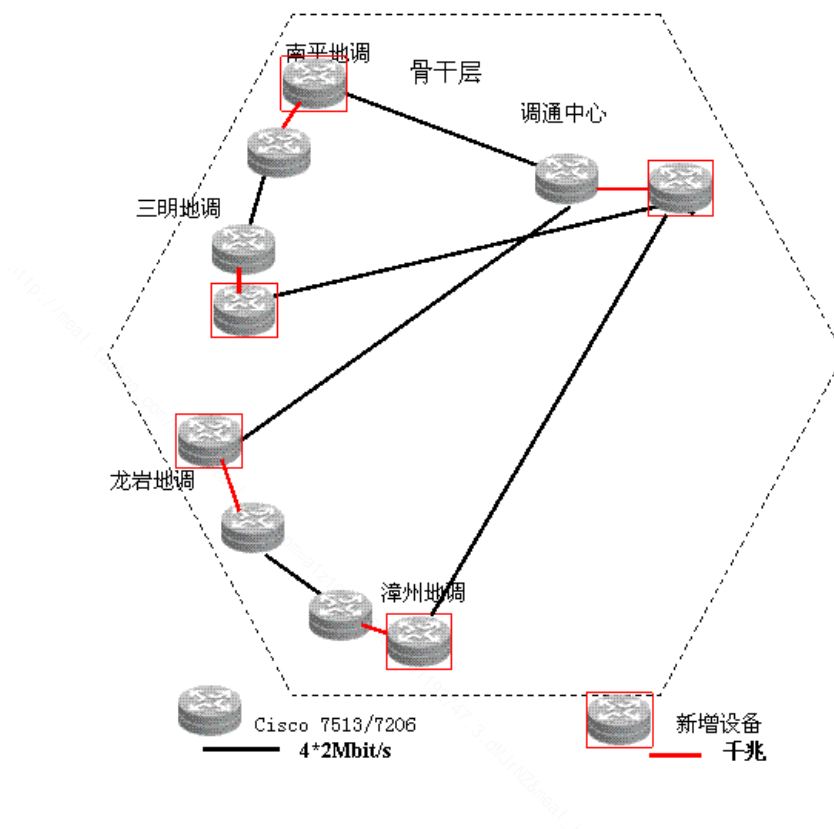 南平地调
骨干层
调通中心
三明地调
龙岩地调
漳州地调
Cisco 7513/7206
4*2Mbit/s
新增设备
千兆